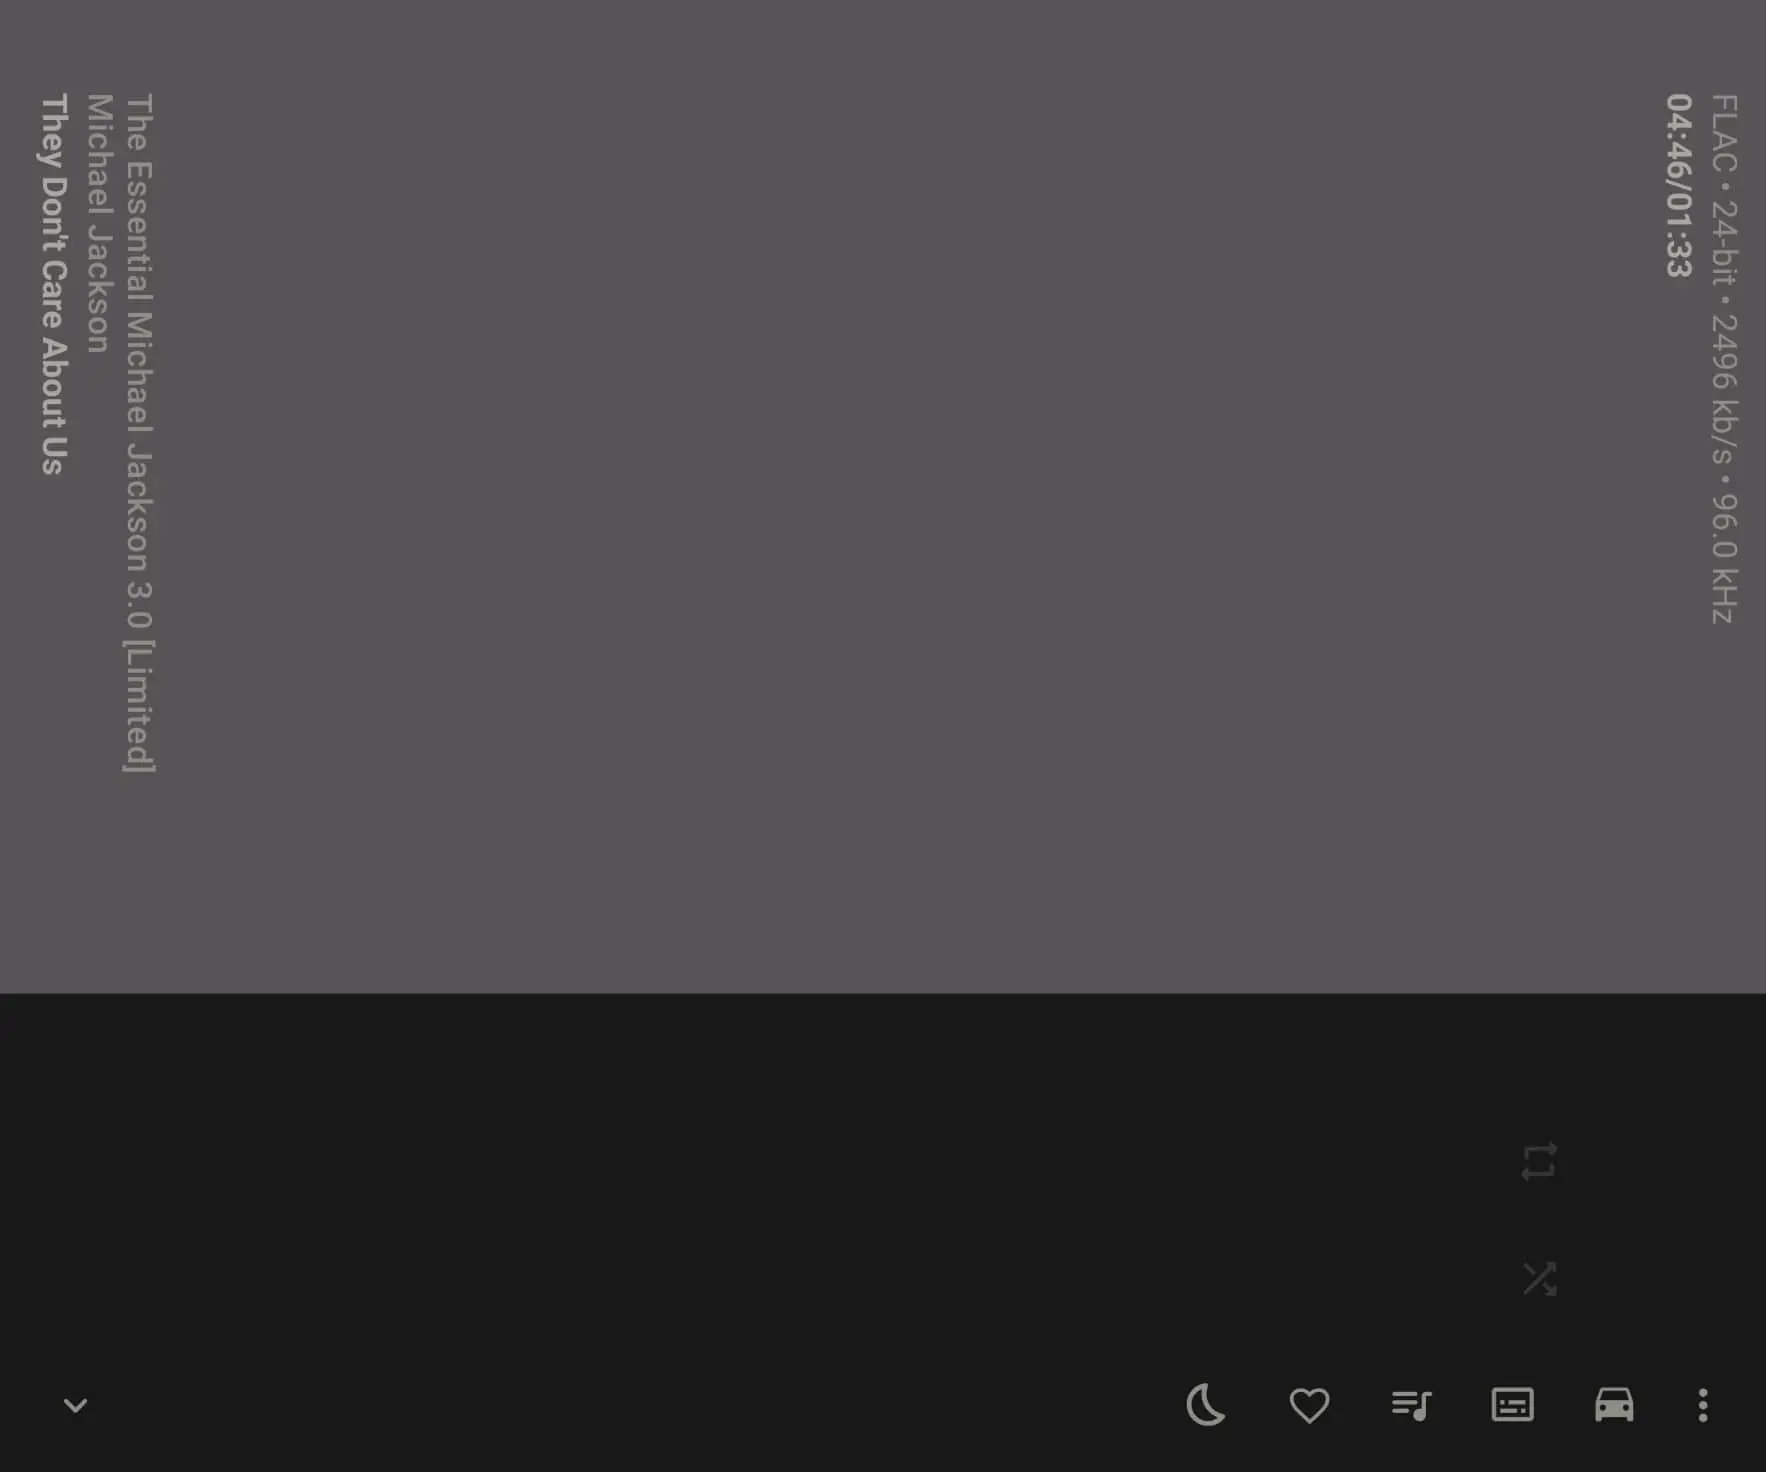 FLAC • 24-bit • 2496 kb/s • 96.0 kHz
04:46/01:33
The Essential Michael Jackson 3.0 [Limited]
Michael Jackson
They Don't Care About Us